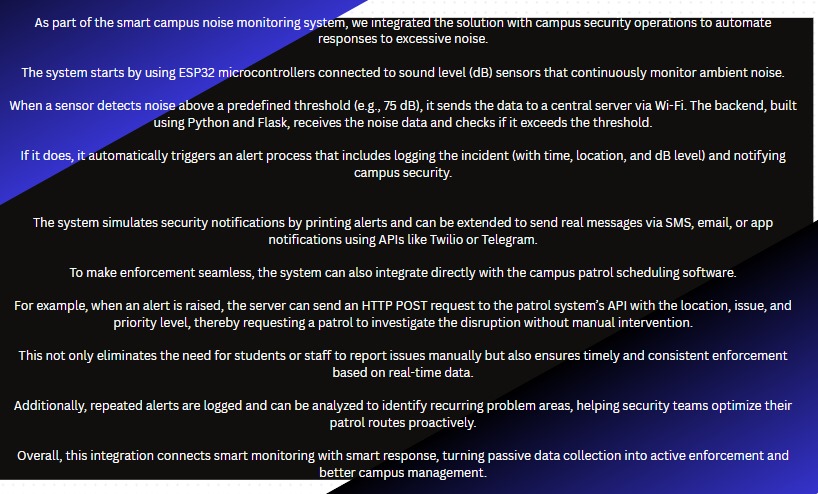 As part of the smart campus noise monitoring system, we integrated the solution with campus security operations to automate
responses to excessive noise.
The system starts by using ESP32 microcontrollers connected to sound level (dB) sensors that continuously monitor ambient noise.
When a sensor detects noise above a predefined threshold (e.g., 75 dB), it sends the data to a central server via Wi-Fi. The backend, built
using Python and Flask, receives the noise data and checks if it exceeds the threshold.
If it does, it automatically triggers an alert process that includes logging the incident (with time, location, and dB level) and notifying
campus security.
The system simulates security notifications by printing alerts and can be extended to send real messages via SMS, email, or app
notifications using APIs like Twilio or Telegram.
To make enforcement seamless, the system can also integrate directly with the campus patrol scheduling software.
For example, when an alert is raised, the server can send an HTTP POST request to the patrol system's API with the location, issue, and
priority level, thereby requesting a patrol to investigate the disruption without manual intervention.
This not only eliminates the need for students or staff to report issues manually but also ensures timely and consistent enforcement
based on real-time data.
Additionally, repeated alerts are logged and can be analyzed to identify recurring problem areas, helping security teams optimize their
patrol routes proactively.
Overall, this integration connects smart monitoring with smart response, turning passive data collection into active enforcement and
better campus management.